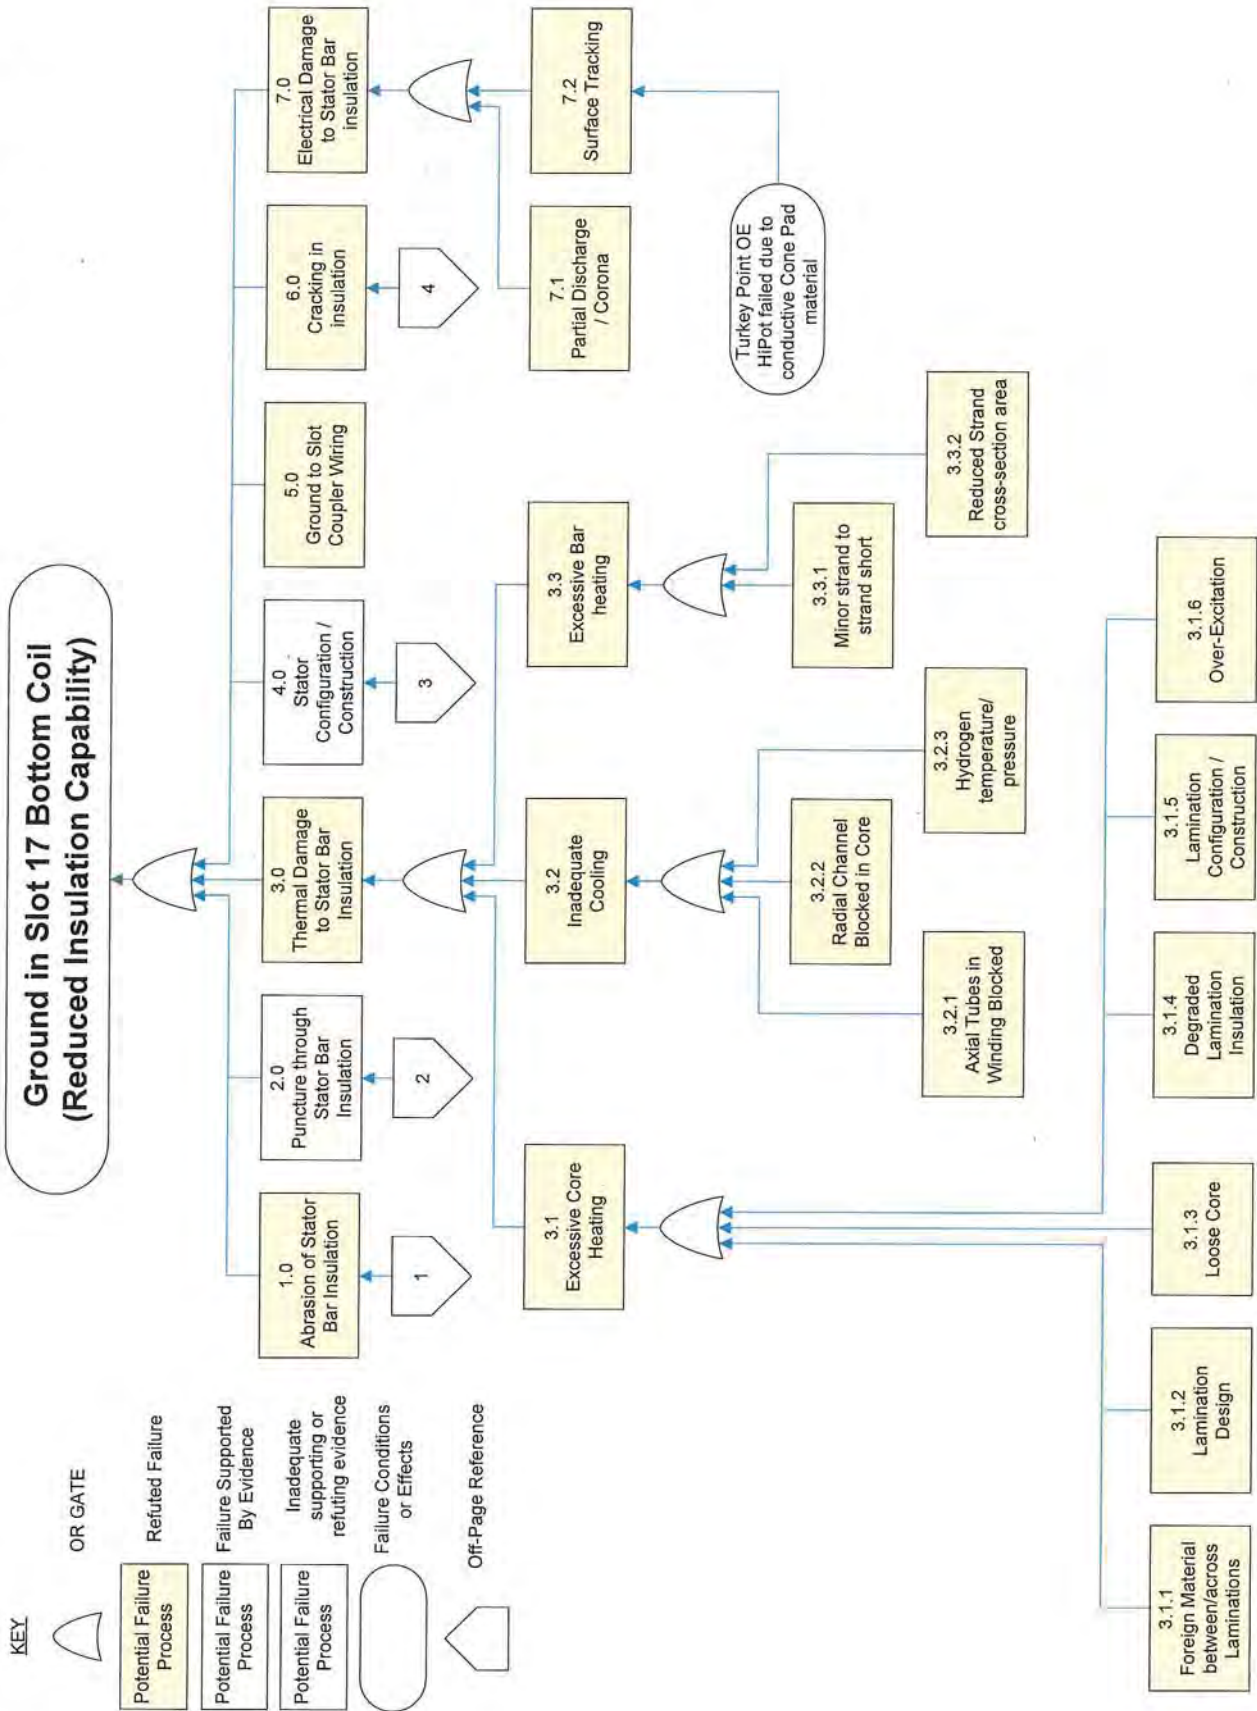 Ground in Slot 17 Bottom Coil
(Reduced Insulation Capability)
KEY
OR GATE
Potential Failure
Process
Refuted Failure
Potential Failure
Process
Failure Supported
By Evidence
Potential Failure
Process
Inadequate
supporting or
refuting evidence
Failure Conditions
or Effects
Off-Page Reference
1.0
Abrasion of Stator
Bar Insulation
1
2.0
Puncture through
Stator Bar
Insulation
2
3.0
Thermal Damage
to Stator Bar
Insulation
4.0
Stator
Configuration /
Construction
3
5.0
Ground to Slot
Coupler Wiring
6.0
Cracking in
insulation
4
7.0
Electrical Damage
to Stator Bar
insulation
3.1
Excessive Core
Heating
3.2
Inadequate
Cooling
3.3
Excessive Bar
heating
7.1
Partial Discharge
/ Corona
7.2
Surface Tracking
Turkey Point OE
HiPot failed due to
conductive Cone Pad
material
3.2.1
Axial Tubes in
Winding Blocked
3.2.2
Radial Channel
Blocked in Core
3.2.3
Hydrogen
temperature/
pressure
3.3.1
Minor strand to
strand short
3.3.2
Reduced Strand
cross-section area
3.1.1
Foreign Material
between/across
Laminations
3.1.2
Lamination
Design
3.1.3
Loose Core
3.1.4
Degraded
Lamination
Insulation
3.1.5
Lamination
Configuration /
Construction
3.1.6
Over-Excitation